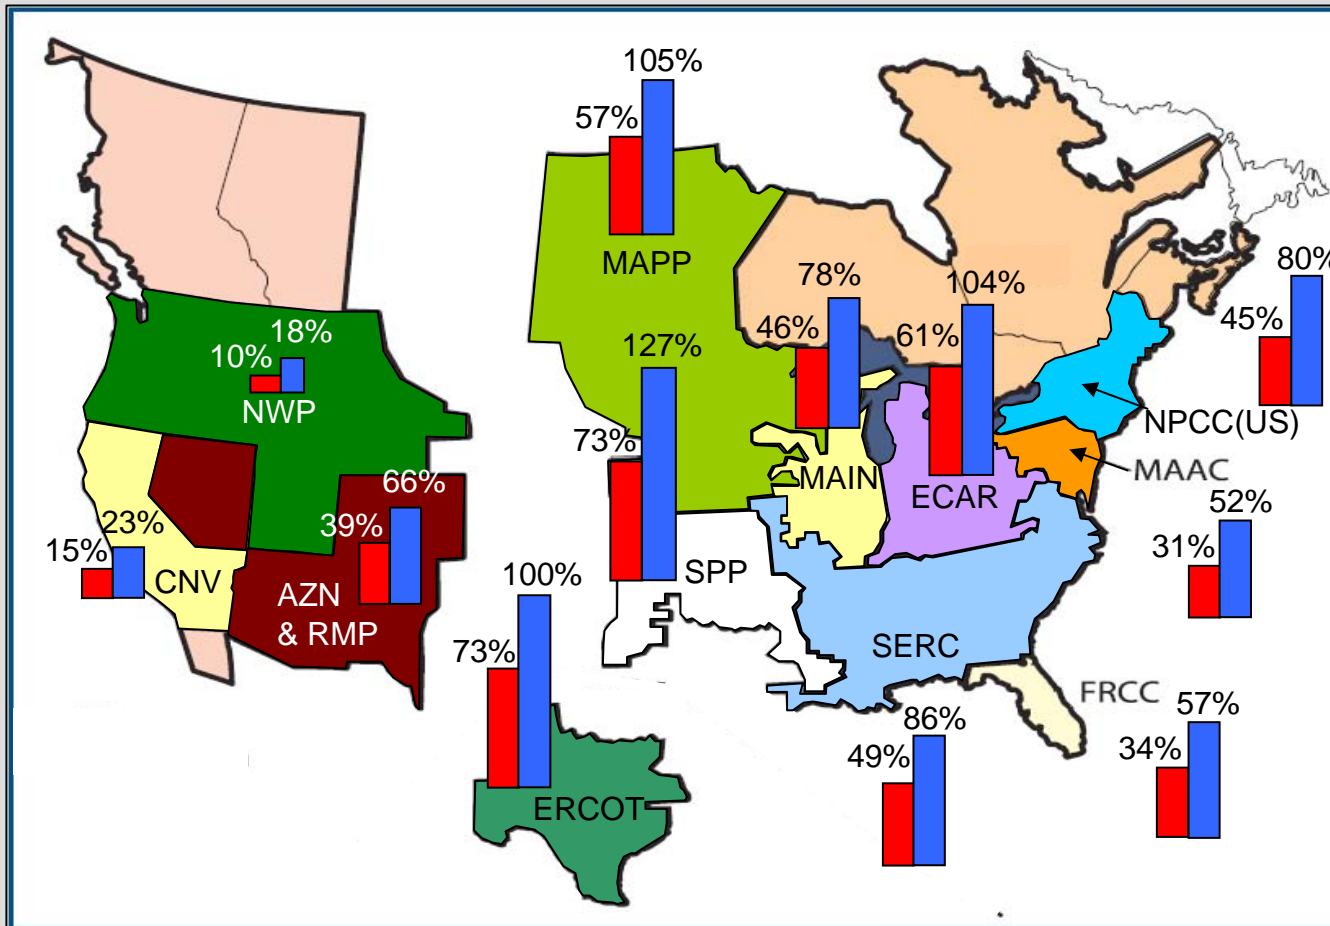 105%
57%
MAPP
78%
104%
80%
46%
61%
45%
18%
10%
NWP
127%
NPCC(US)
73%
MAIN
ECAR
MAAC
66%
39%
52%
31%
23%
15%
CNV
AZN
& RMP
SPP
100%
73%
SERC
FRCC
57%
34%
86%
49%
ERCOT